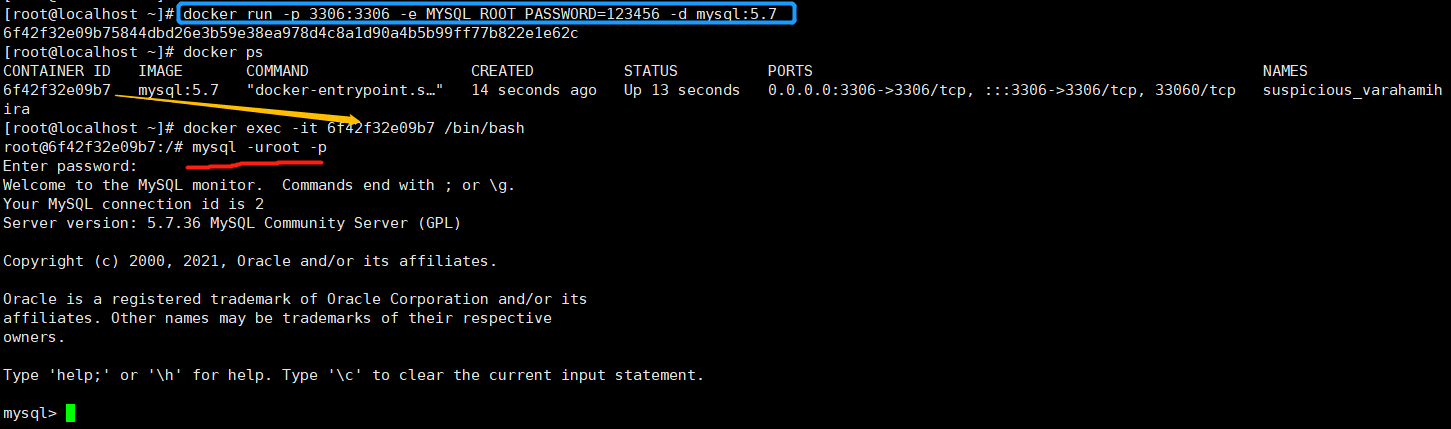 [root@localhost ~]# docker run -p 3306:3306 -e MYSQL_ROOT_PASSWORD=123456 -d mysql:5.7
6f42f32e09b75844dbd26e3b59e38ea978d4c8a1d90a4b5b99ff77b822e1e62c
[root@localhost ~]# docker ps
CONTAINER ID   IMAGE       COMMAND                  CREATED          STATUS          PORTS                                                  NAMES
6f42f32e09b7   mysql:5.7   "docker-entrypoint.s…"   14 seconds ago   Up 13 seconds   0.0.0.0:3306->3306/tcp, :::3306->3306/tcp, 33060/tcp   suspicious_varahamih
ira
[root@localhost ~]# docker exec -it 6f42f32e09b7 /bin/bash
root@6f42f32e09b7:/# mysql -uroot -p
Enter password:
Welcome to the MySQL monitor.  Commands end with ; or \g.
Your MySQL connection id is 2
Server version: 5.7.36 MySQL Community Server (GPL)
Copyright (c) 2000, 2021, Oracle and/or its affiliates.
Oracle is a registered trademark of Oracle Corporation and/or its
affiliates. Other names may be trademarks of their respective
owners.
Type 'help;' or '\h' for help. Type '\c' to clear the current input statement.
mysql>